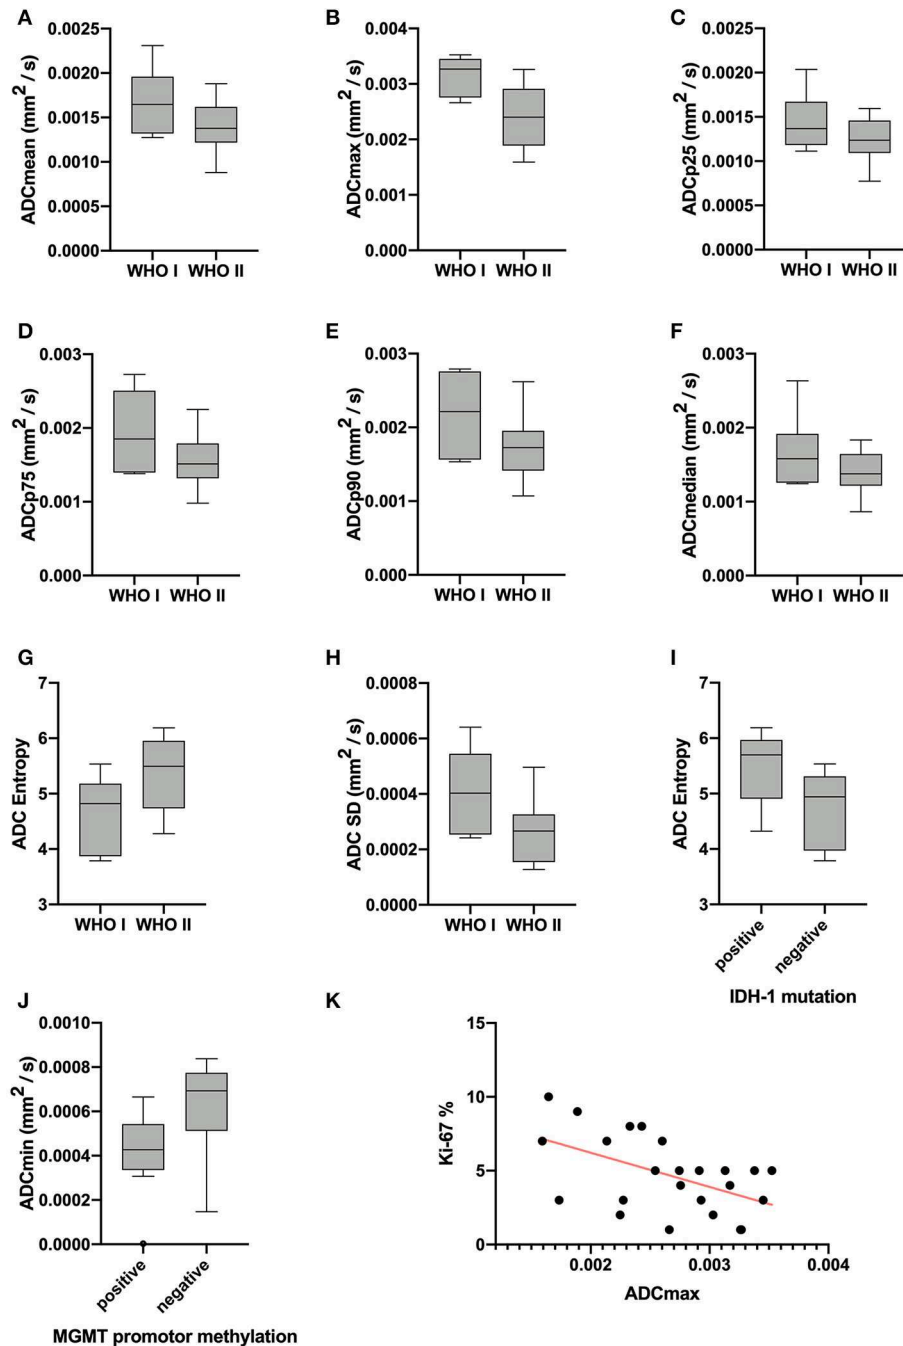 A
ADCmean (mm² / s)
0.0025
0.0020
0.0015
0.0010
0.0005
0.0000
WHO I WHO II
B
ADCmax (mm² / s)
0.004
0.003
0.002
0.001
0.000
WHO I WHO II
C
ADCp25 (mm² / s)
0.0025
0.0020
0.0015
0.0010
0.0005
0.0000
WHO I WHO II
D
ADCp75 (mm² / s)
0.003
0.002
0.001
0.000
WHO I WHO II
E
ADCp90 (mm² / s)
0.003
0.002
0.001
0.000
WHO I WHO II
F
ADCmedian (mm² / s)
0.003
0.002
0.001
0.000
WHO I WHO II
G
ADC Entropy
7
6
5
4
3
WHO I WHO II
H
ADC SD (mm² / s)
0.0008
0.0006
0.0004
0.0002
0.0000
WHO I WHO II
I
ADC Entropy
7
6
5
4
3
positive
negative
IDH-1 mutation
J
ADCmin (mm² / s)
0.0010
0.0008
0.0006
0.0004
0.0002
0.0000
positive
negative
MGMT promotor methylation
K
Ki-67 %
15
10
5
0
0.002 0.003 0.004
ADCmax